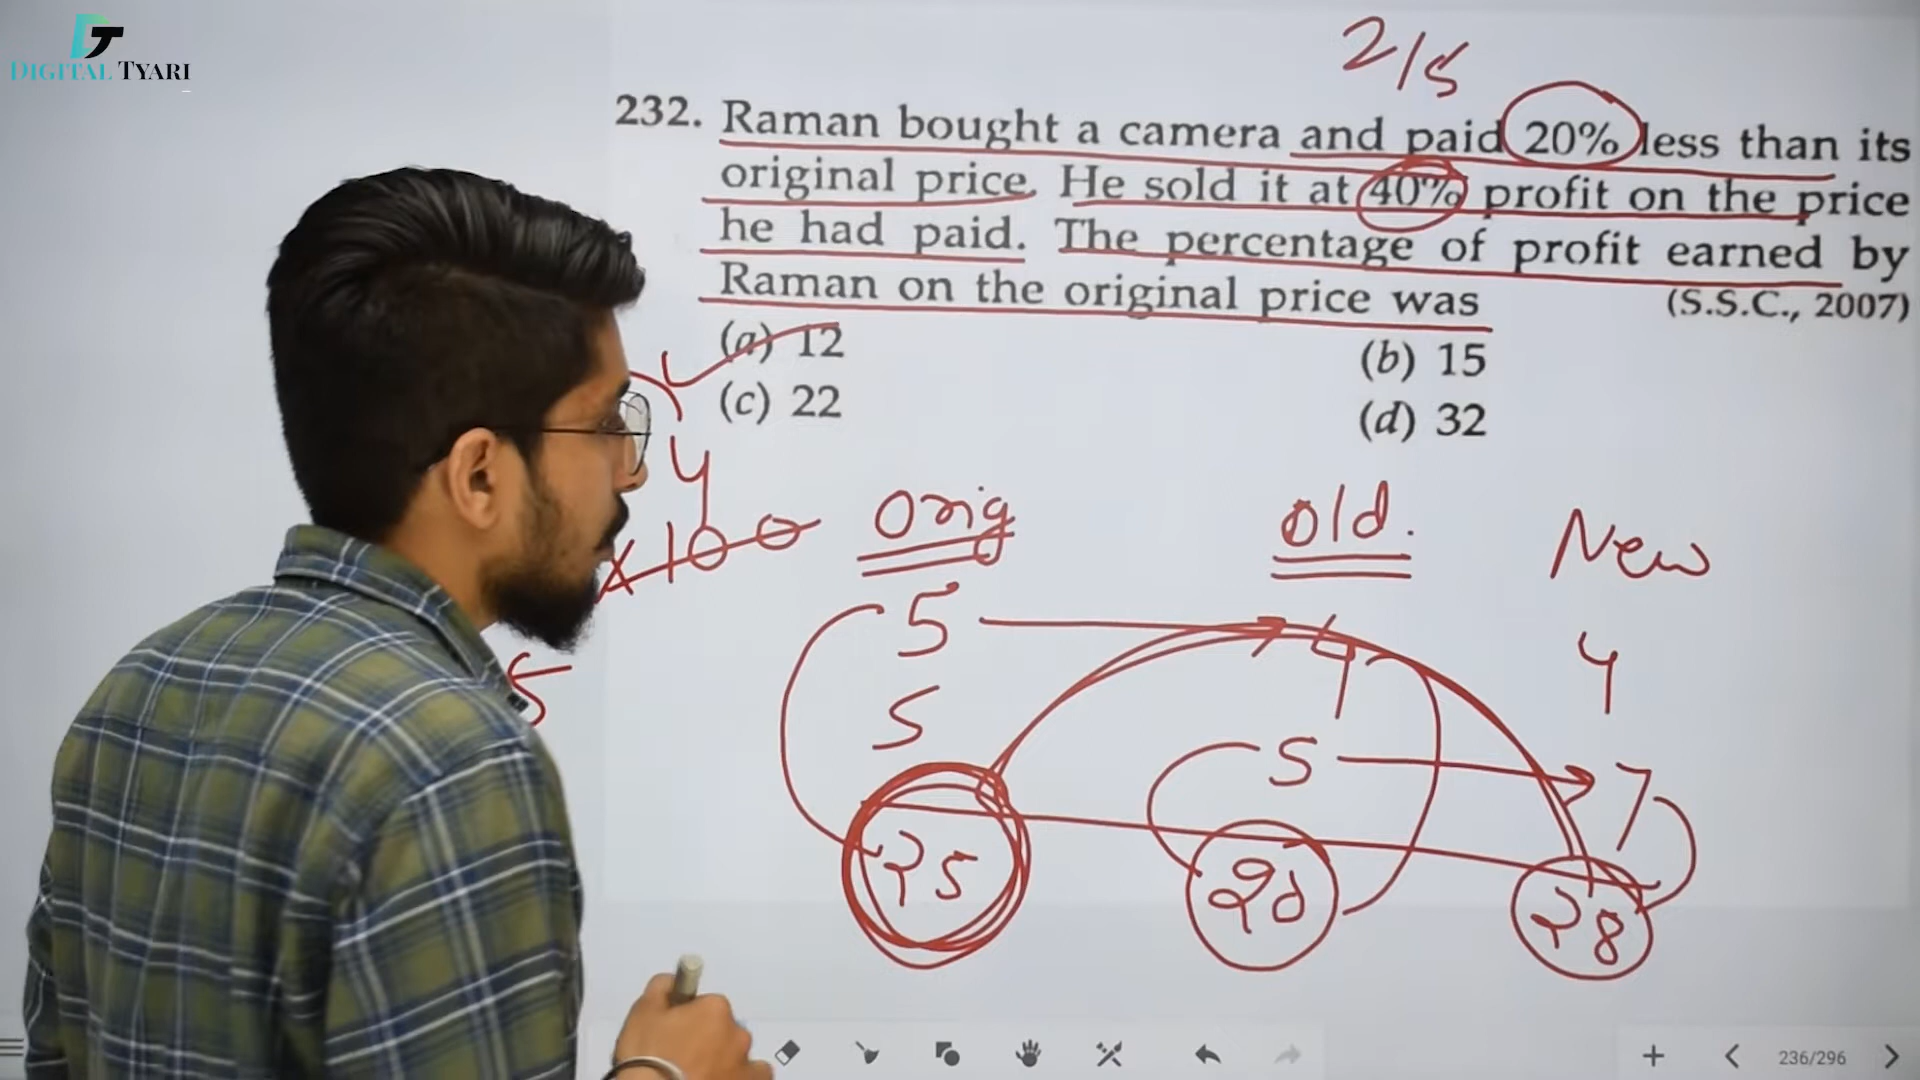 DIGITAL TYARI
2/5
232. Raman bought a camera and paid 20% less than its
original price. He sold it at 40% profit on the price
he had paid. The percentage of profit earned by
Raman on the original price was
(S.S.C., 2007)
(a) 12 (b) 15
(c) 22 (d) 32
4
x 100
5
Orig Old. New
5 4 4
5 5 7
25 20 28
236/296